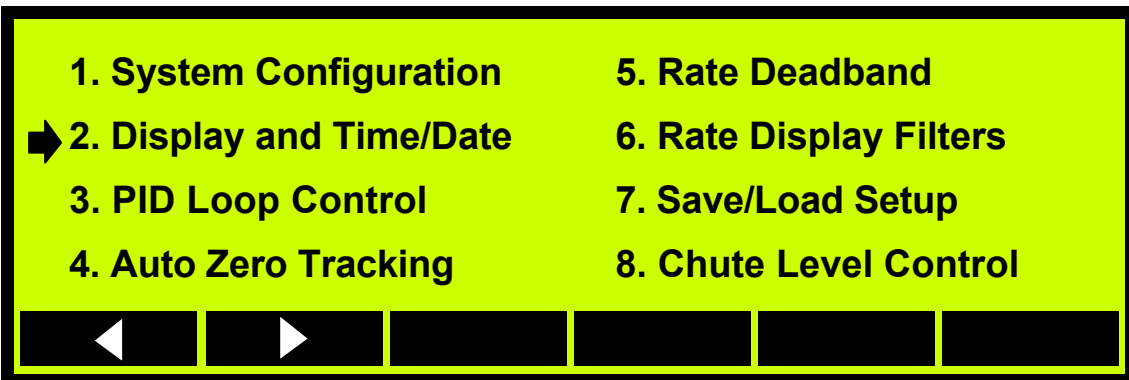 1. System Configuration
2. Display and Time/Date
3. PID Loop Control
4. Auto Zero Tracking
5. Rate Deadband
6. Rate Display Filters
7. Save/Load Setup
8. Chute Level Control